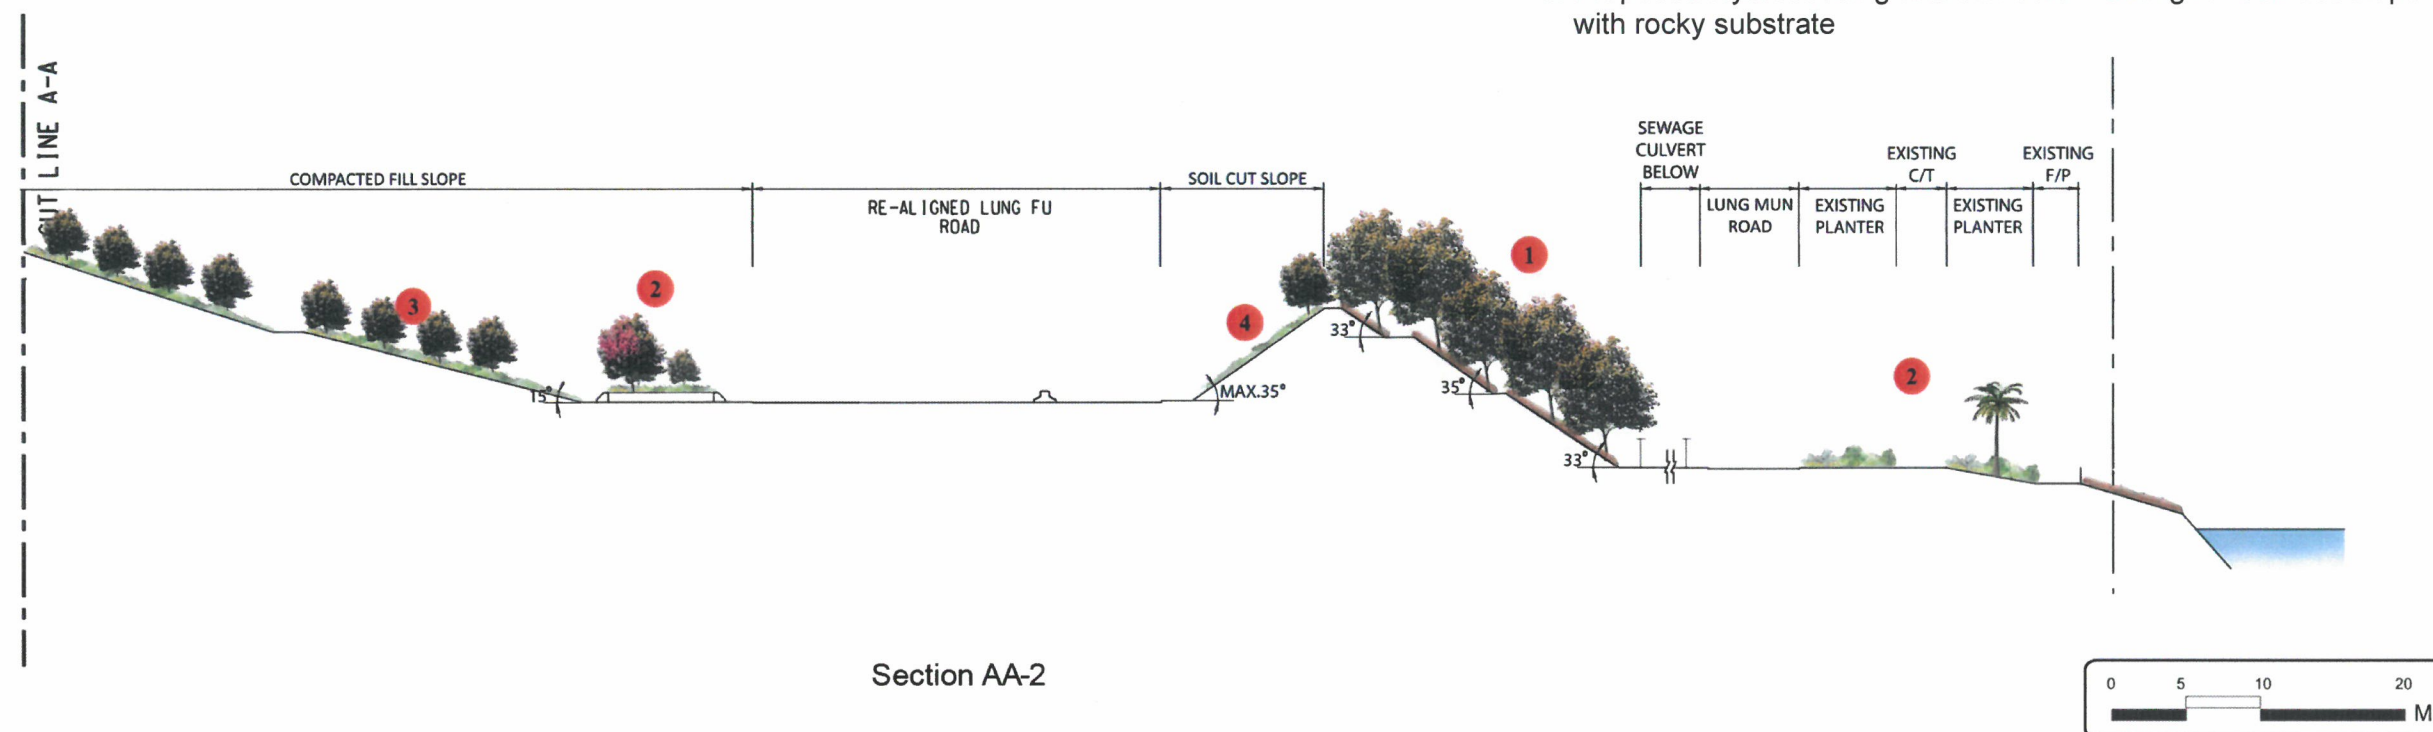 with rocky substrate
CUT LINE A-A
COMPACTED FILL SLOPE
RE-ALIGNED LUNG FU
ROAD
SOIL CUT SLOPE
SEWAGE
CULVERT
BELOW
LUNG MUN
ROAD
EXISTING
PLANTER
EXISTING
C/T
EXISTING
PLANTER
EXISTING
F/P
1
2
3
4
2
15°
MAX.35°
33°
35°
33°
Section AA-2
0 5 10 20
M